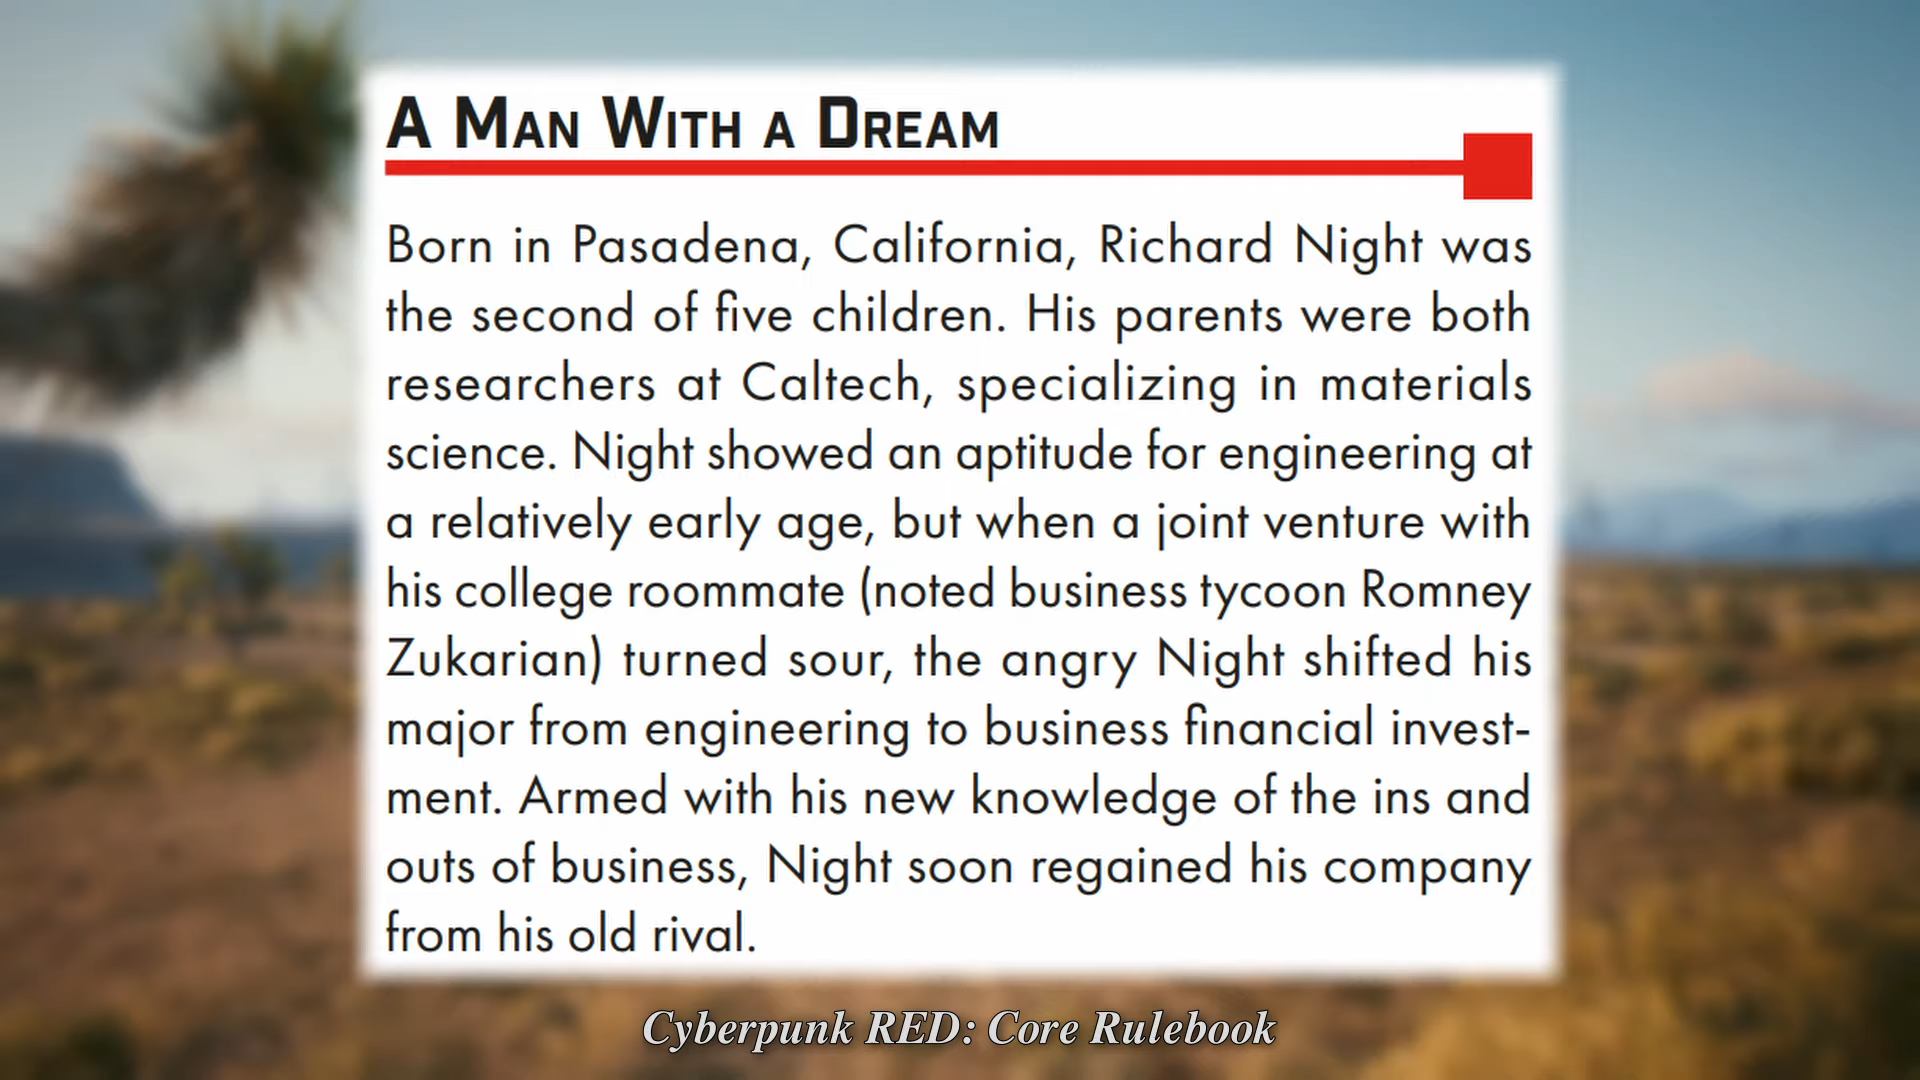 A Man With a Dream
Born in Pasadena, California, Richard Night was
the second of five children. His parents were both
researchers at Caltech, specializing in materials
science. Night showed an aptitude for engineering at
a relatively early age, but when a joint venture with
his college roommate (noted business tycoon Romney
Zukarian) turned sour, the angry Night shifted his
major from engineering to business financial invest-
ment. Armed with his new knowledge of the ins and
outs of business, Night soon regained his company
from his old rival.
Cyberpunk RED: Core Rulebook